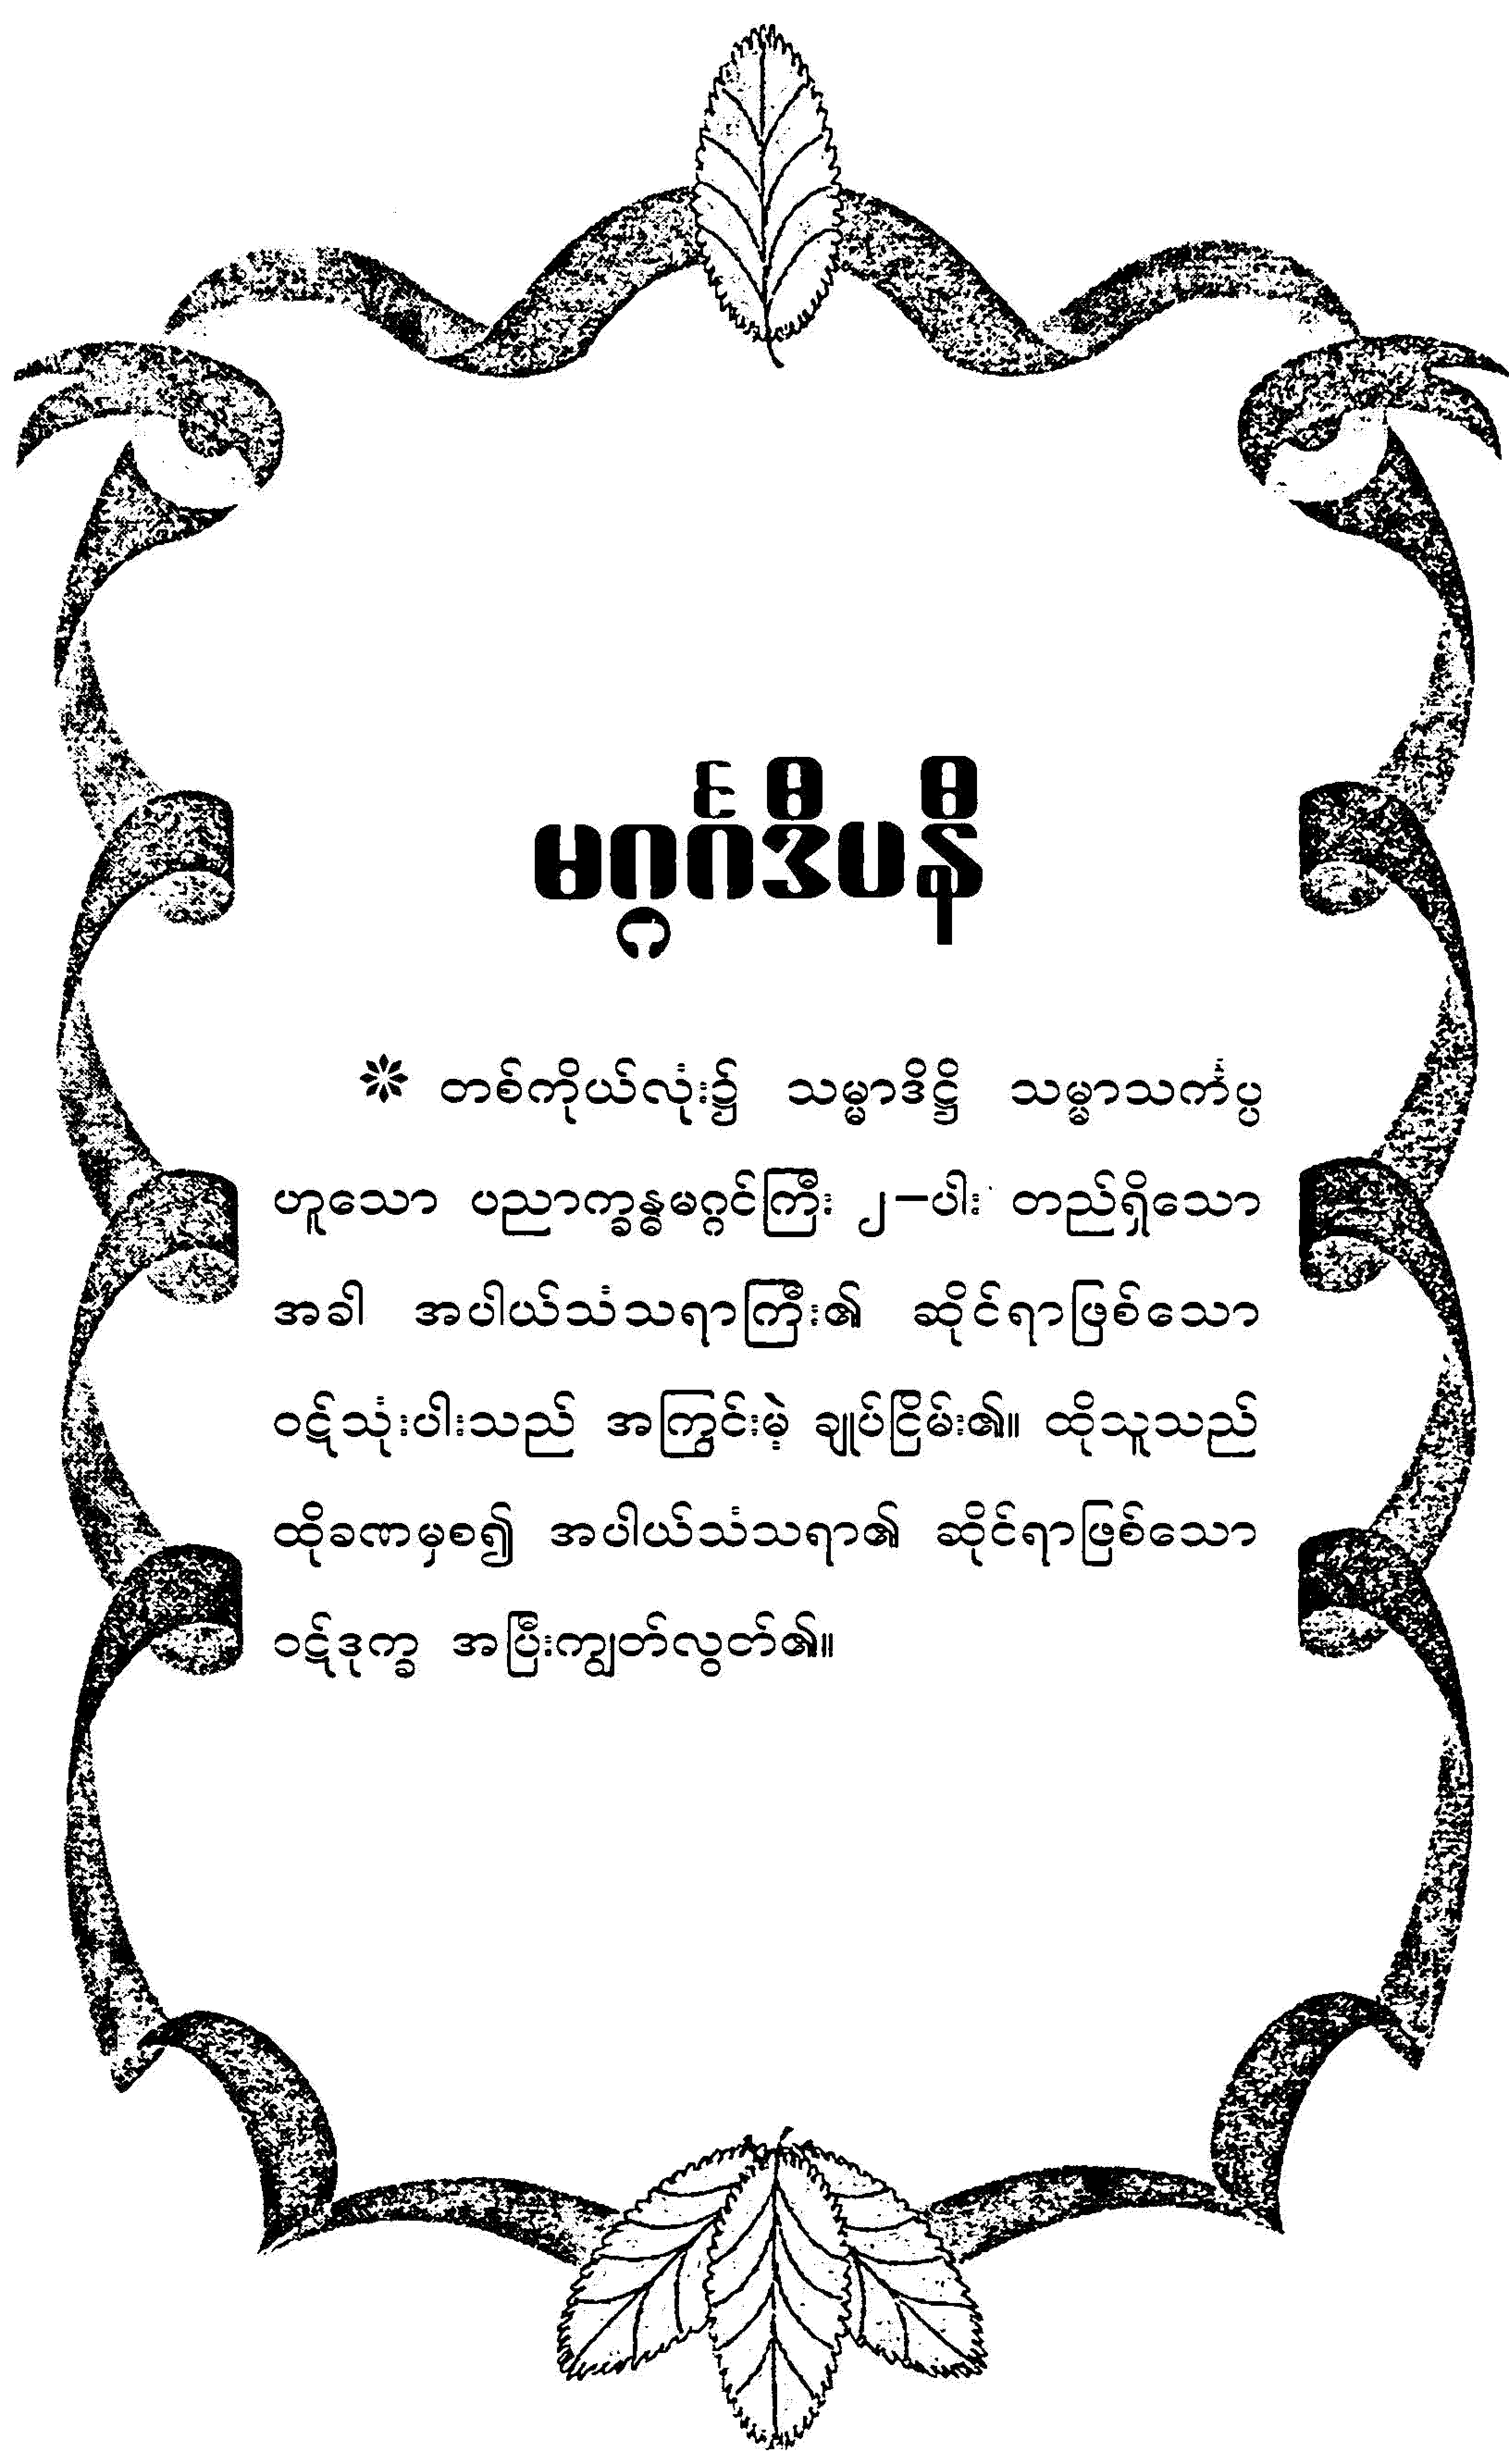 မဂ္ဂင်္ဂဒီပနီ
❋ တစ်ကိုယ်လုံး၌ သမ္မာဒိဋ္ဌိ သမ္မာသင်္ကပ္ပ
ဟူသော ပညာက္ခန္ဓမဂ္ဂင်ကြီး ၂–ပါး တည်ရှိသော
အခါ အပါယ်သံသရာကြီး၏ ဆိုင်ရာဖြစ်သော
ဝဋ်သုံးပါးသည် အကြွင်းမဲ့ ချုပ်ငြိမ်း၏။ ထိုသူသည်
ထိုခဏမှစ၍ အပါယ်သံသရာ၏ ဆိုင်ရာဖြစ်သော
ဝဋ်ဒုက္ခ အပြီးကျွတ်လွတ်၏။